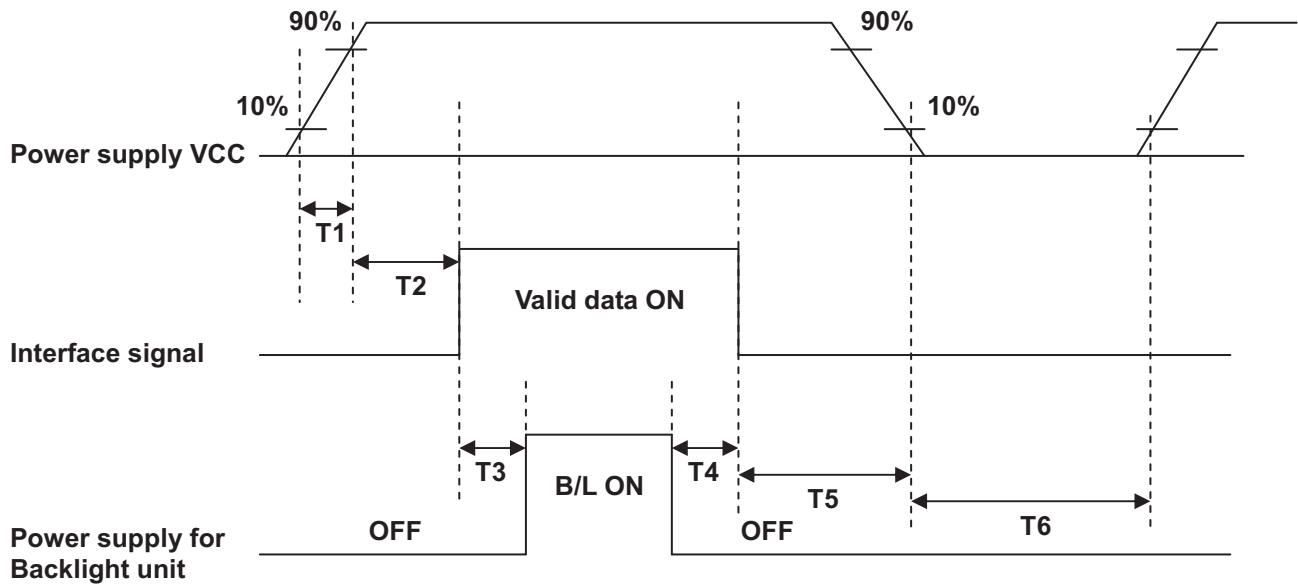 90%
90%
10%
10%
Power supply VCC
T1
T2
Valid data ON
Interface signal
T3
T4
B/L ON
T5
T6
OFF
OFF
Power supply for
Backlight unit